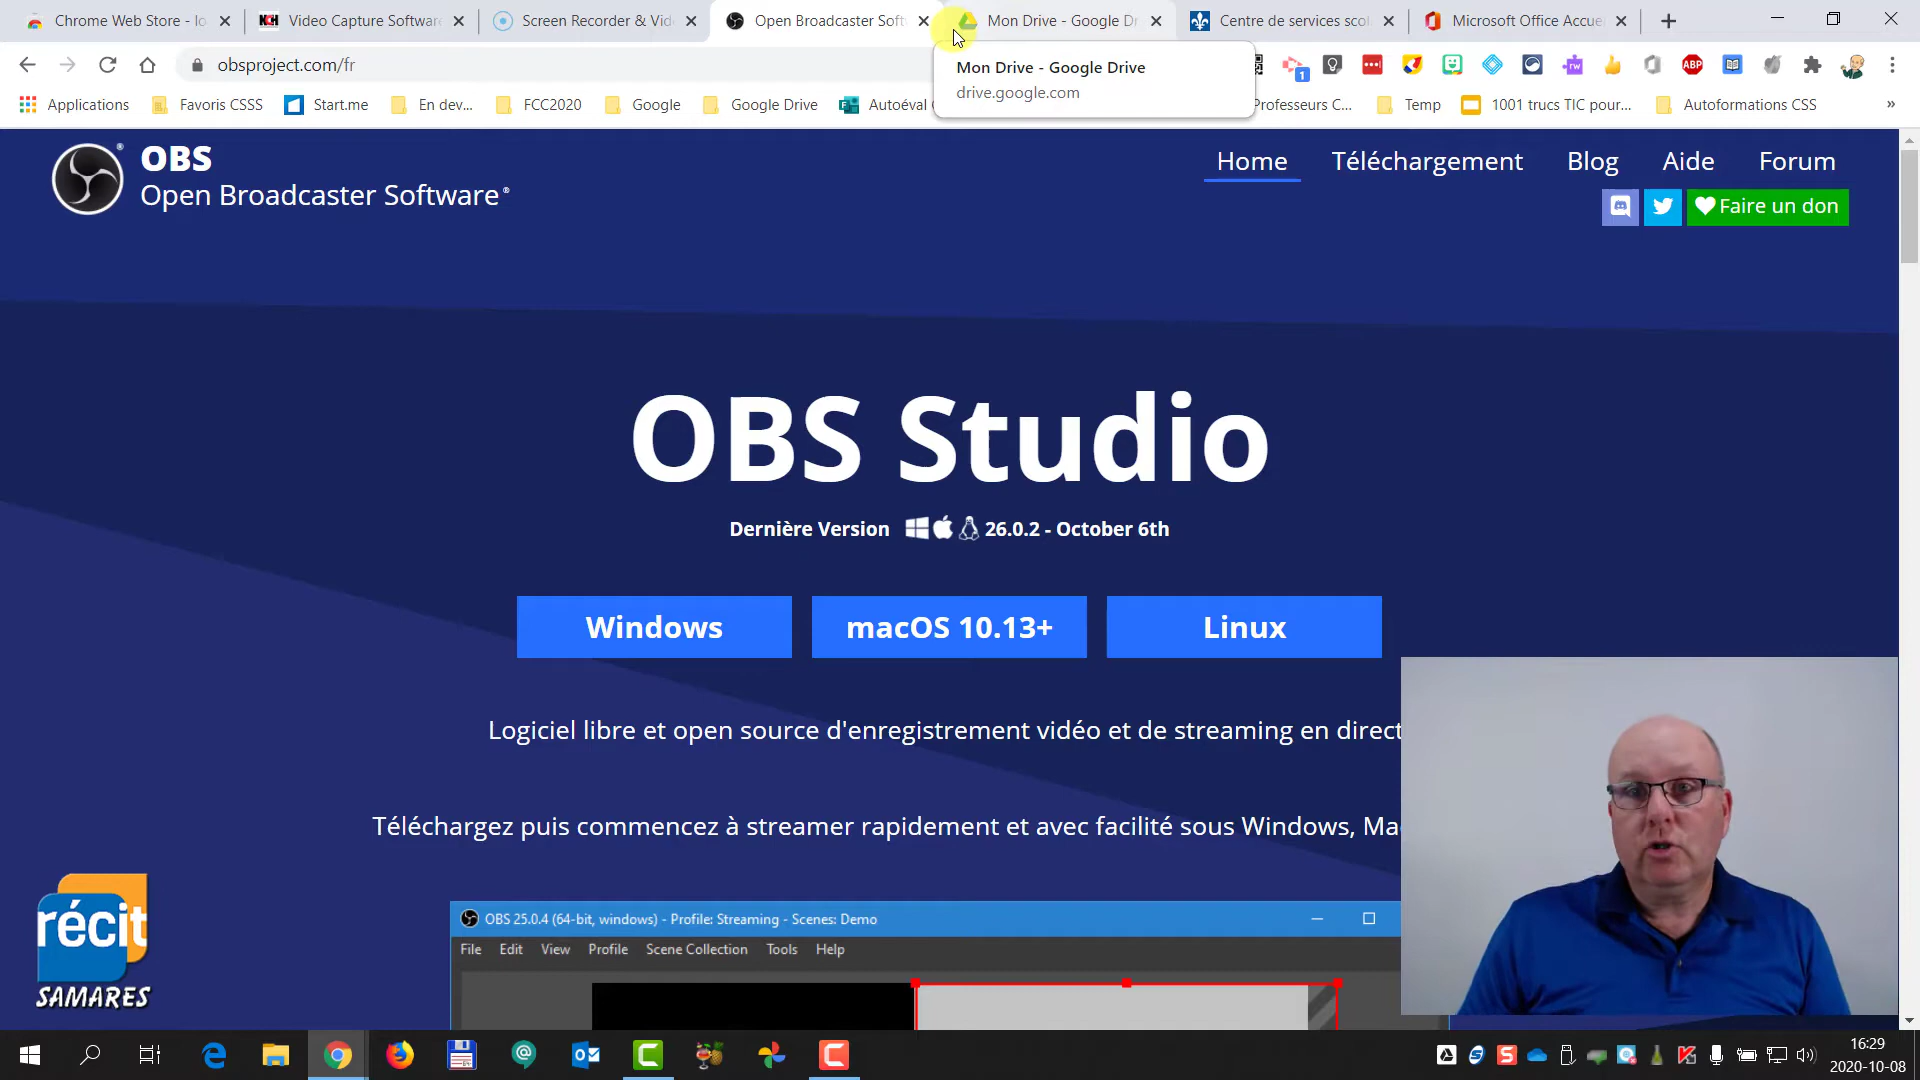 Chrome Web Store - lo
Video Capture Software
Screen Recorder & Vid
Open Broadcaster Soft
Mon Drive - Google Dr
Centre de services scol
Microsoft Office Accue
obsproject.com/fr
Mon Drive - Google Drive
drive.google.com
1
ABP
rw
Applications
Favoris CSSS
Start.me
En dev...
FCC2020
Google
Google Drive
Autoéval
Professeurs C...
Temp
1001 trucs TIC pour...
Autoformations CSS
»
OBS
Open Broadcaster Software®
Home
Téléchargement
Blog
Aide
Forum
Faire un don
OBS Studio
Dernière Version 26.0.2 - October 6th
Windows
macOS 10.13+
Linux
Logiciel libre et open source d'enregistrement vidéo et de streaming en direct
Téléchargez puis commencez à streamer rapidement et avec facilité sous Windows, Mac
récit
SAMARES
OBS 25.0.4 (64-bit, windows) - Profile: Streaming - Scenes: Demo
File Edit View Profile Scene Collection Tools Help
16:29
2020-10-08